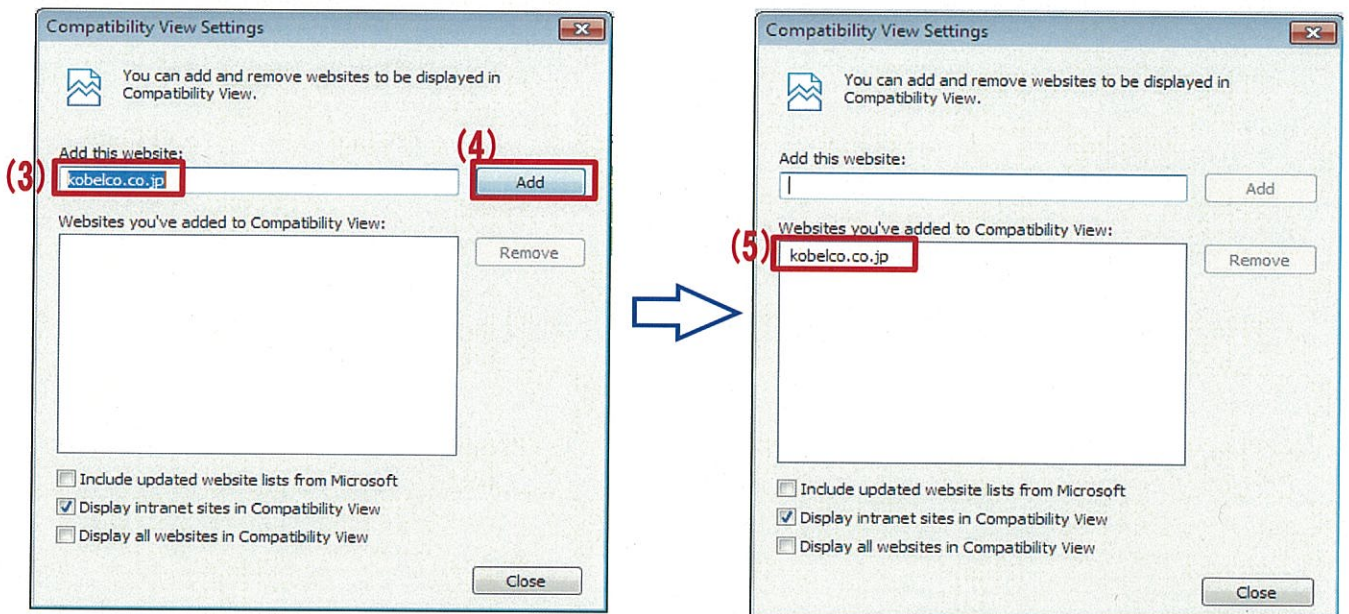 Compatibility View Settings
You can add and remove websites to be displayed in
Compatibility View.
Add this website:
(3)
kobelco.co.jp
(4)
Add
Websites you've added to Compatibility View:
Remove
Include updated website lists from Microsoft
Display intranet sites in Compatibility View
Display all websites in Compatibility View
Close
Compatibility View Settings
You can add and remove websites to be displayed in
Compatibility View.
Add this website:
Add
Websites you've added to Compatibility View:
(5)
kobelco.co.jp
Remove
Include updated website lists from Microsoft
Display intranet sites in Compatibility View
Display all websites in Compatibility View
Close